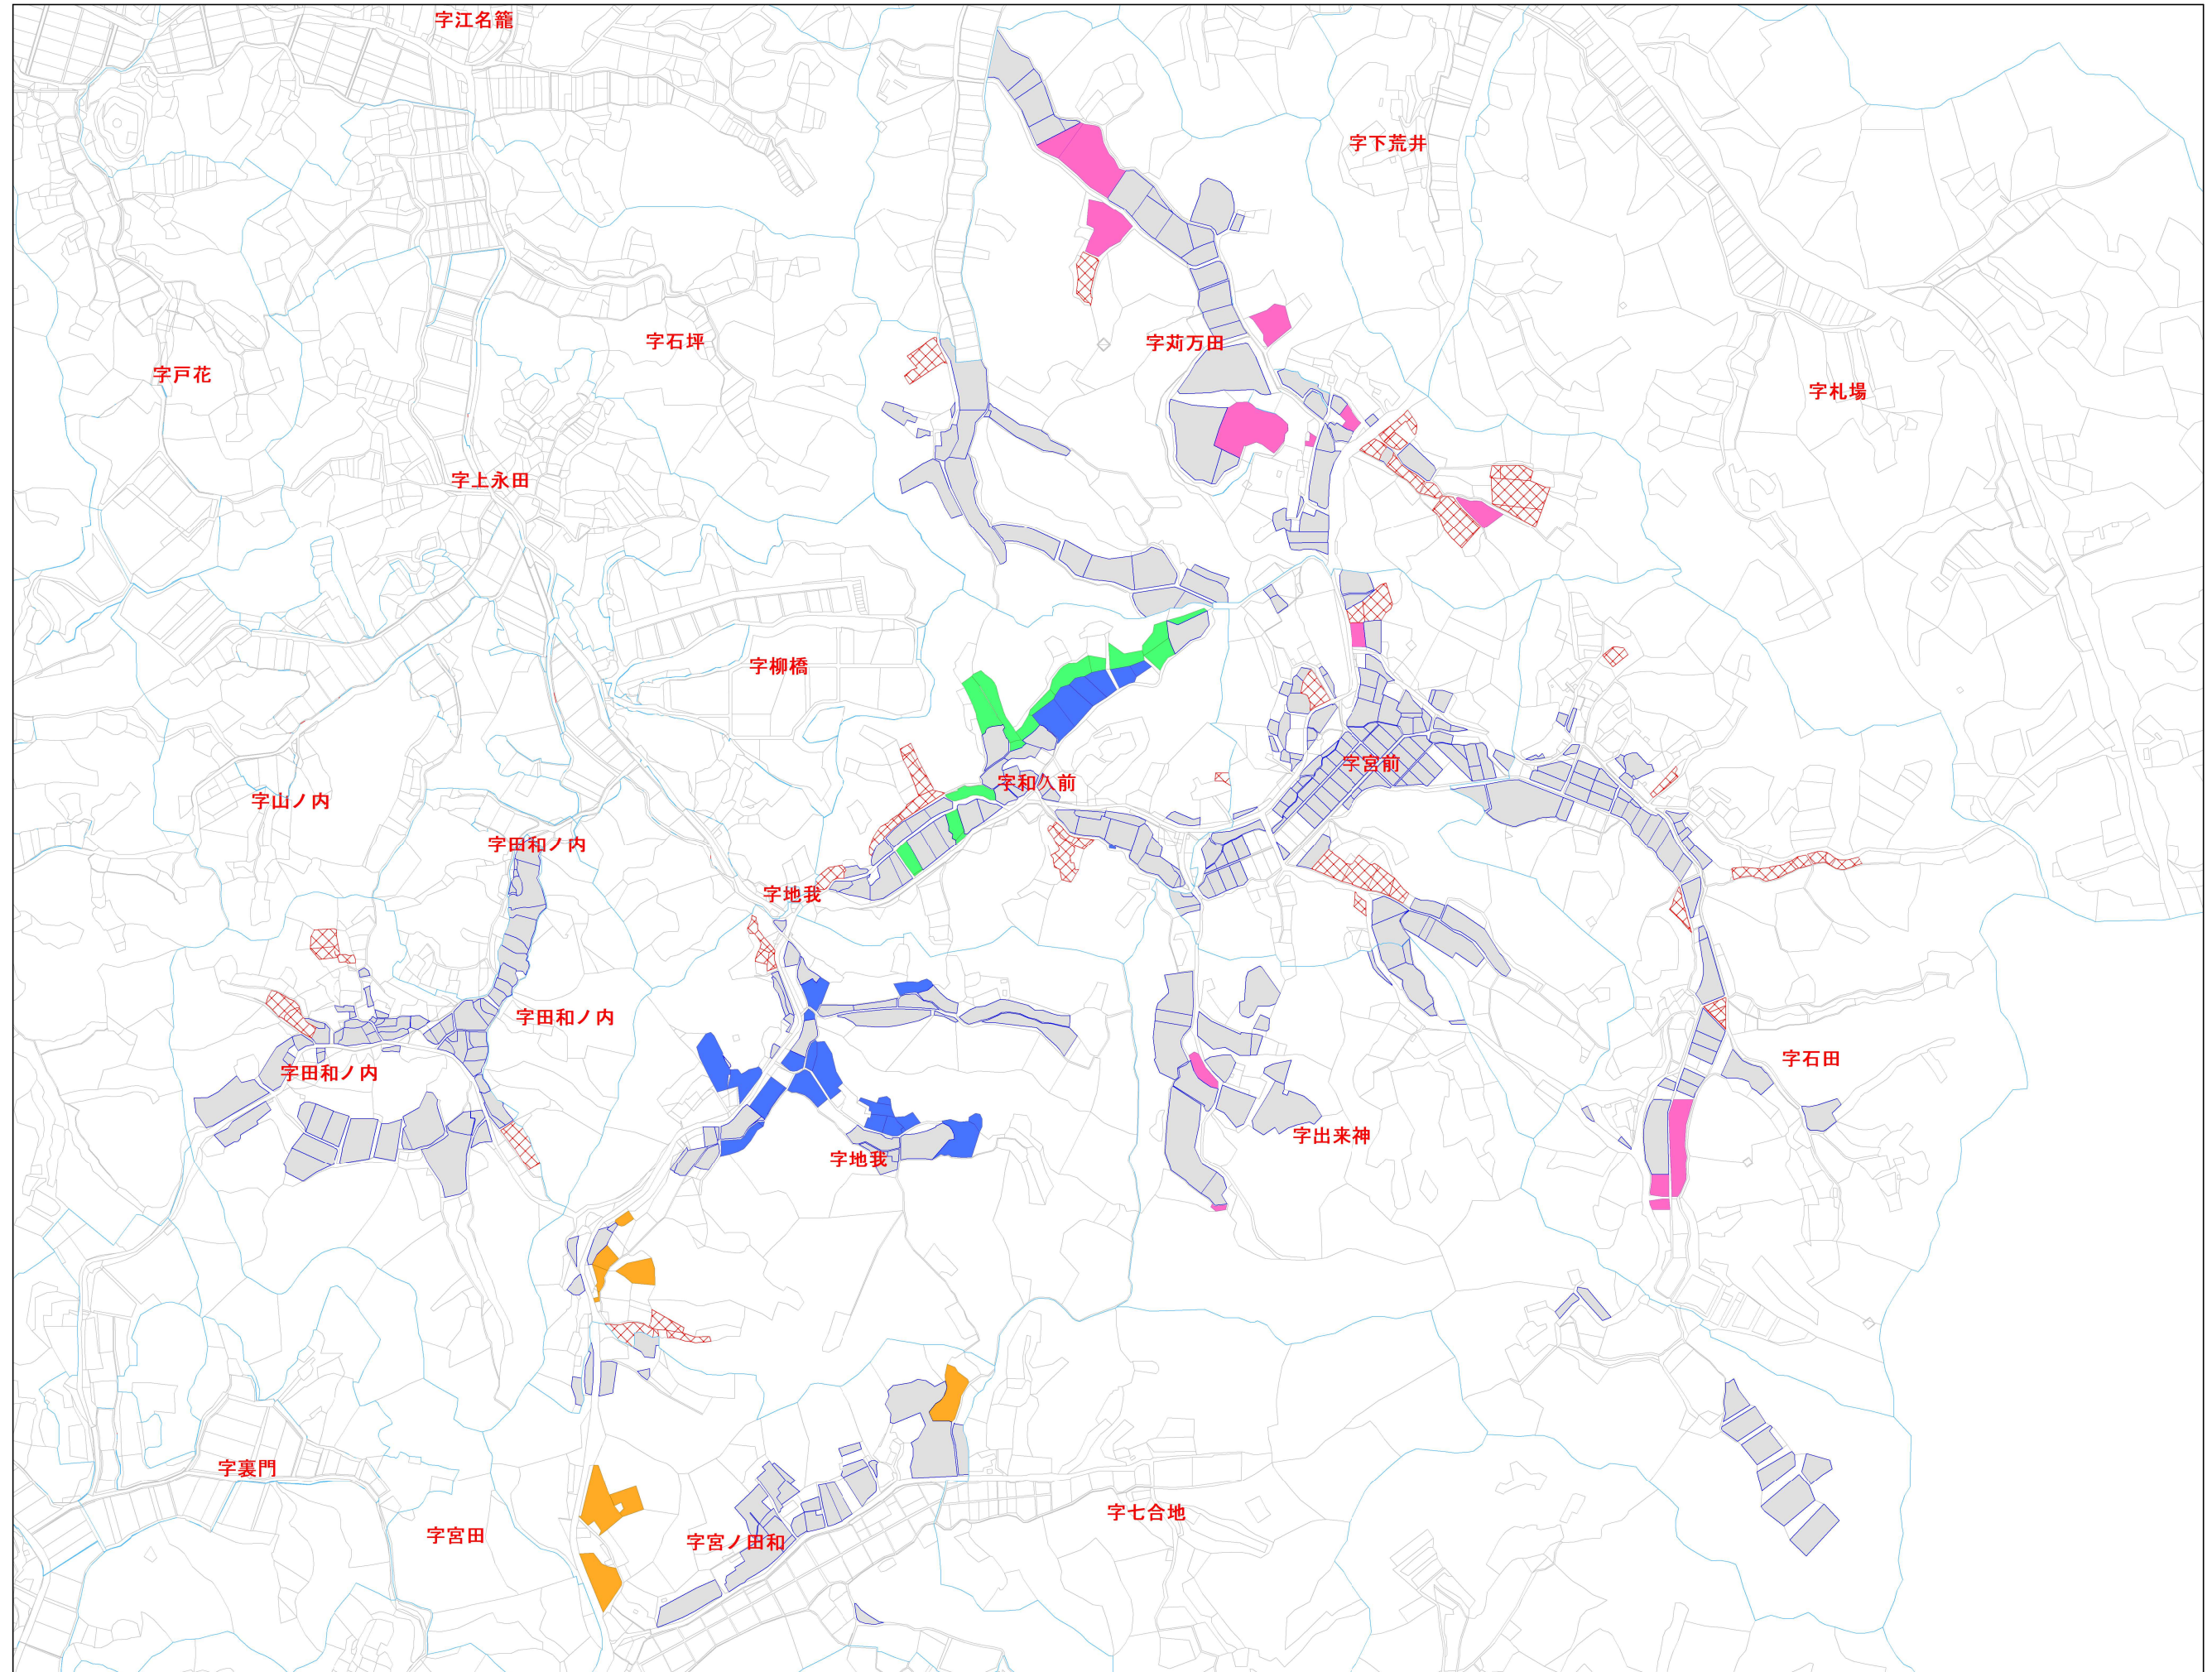 字江名籠
字下荒井
字石坪
字苅万田
字戸花
字札場
字上永田
字柳橋
字宮前
字和久前
字山ノ内
字田和ノ内
字地我
字田和ノ内
字石田
字田和ノ内
字出来神
字地我
字裏門
字七合地
字宮田
字宮ノ田和